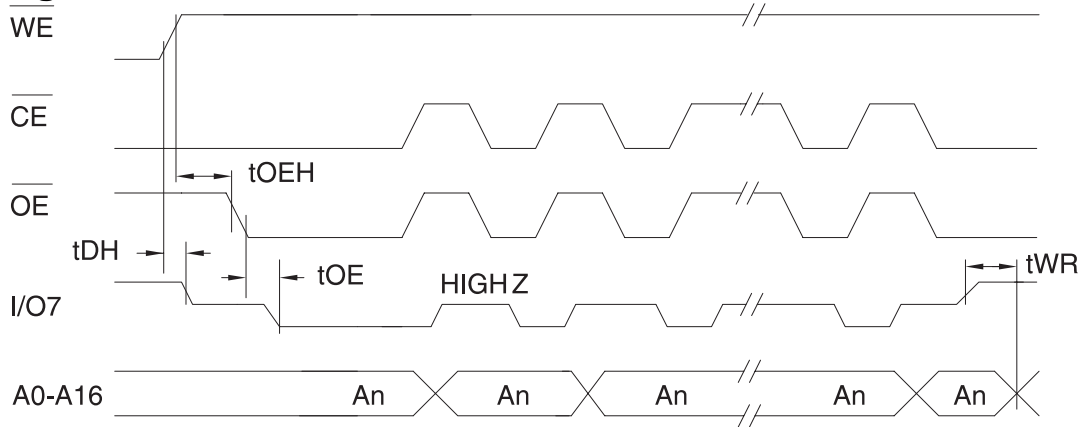 WE
CE
tOEH
OE
tDH
tOE
HIGH Z
tWR
I/O7
A0-A16 An An An An An